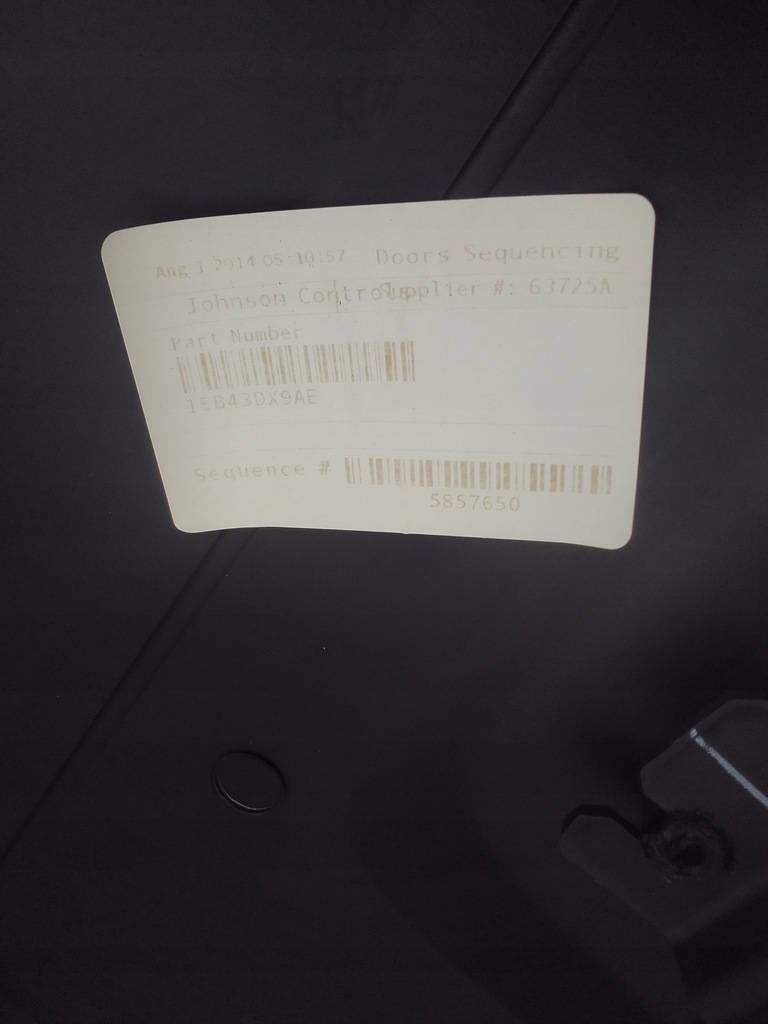 Aug 1 2014 05:10:57 Doors Sequencing
Johnson Controls Supplier #: 63725A
Part Number
1EB43DX9AE
Sequence #
5857650